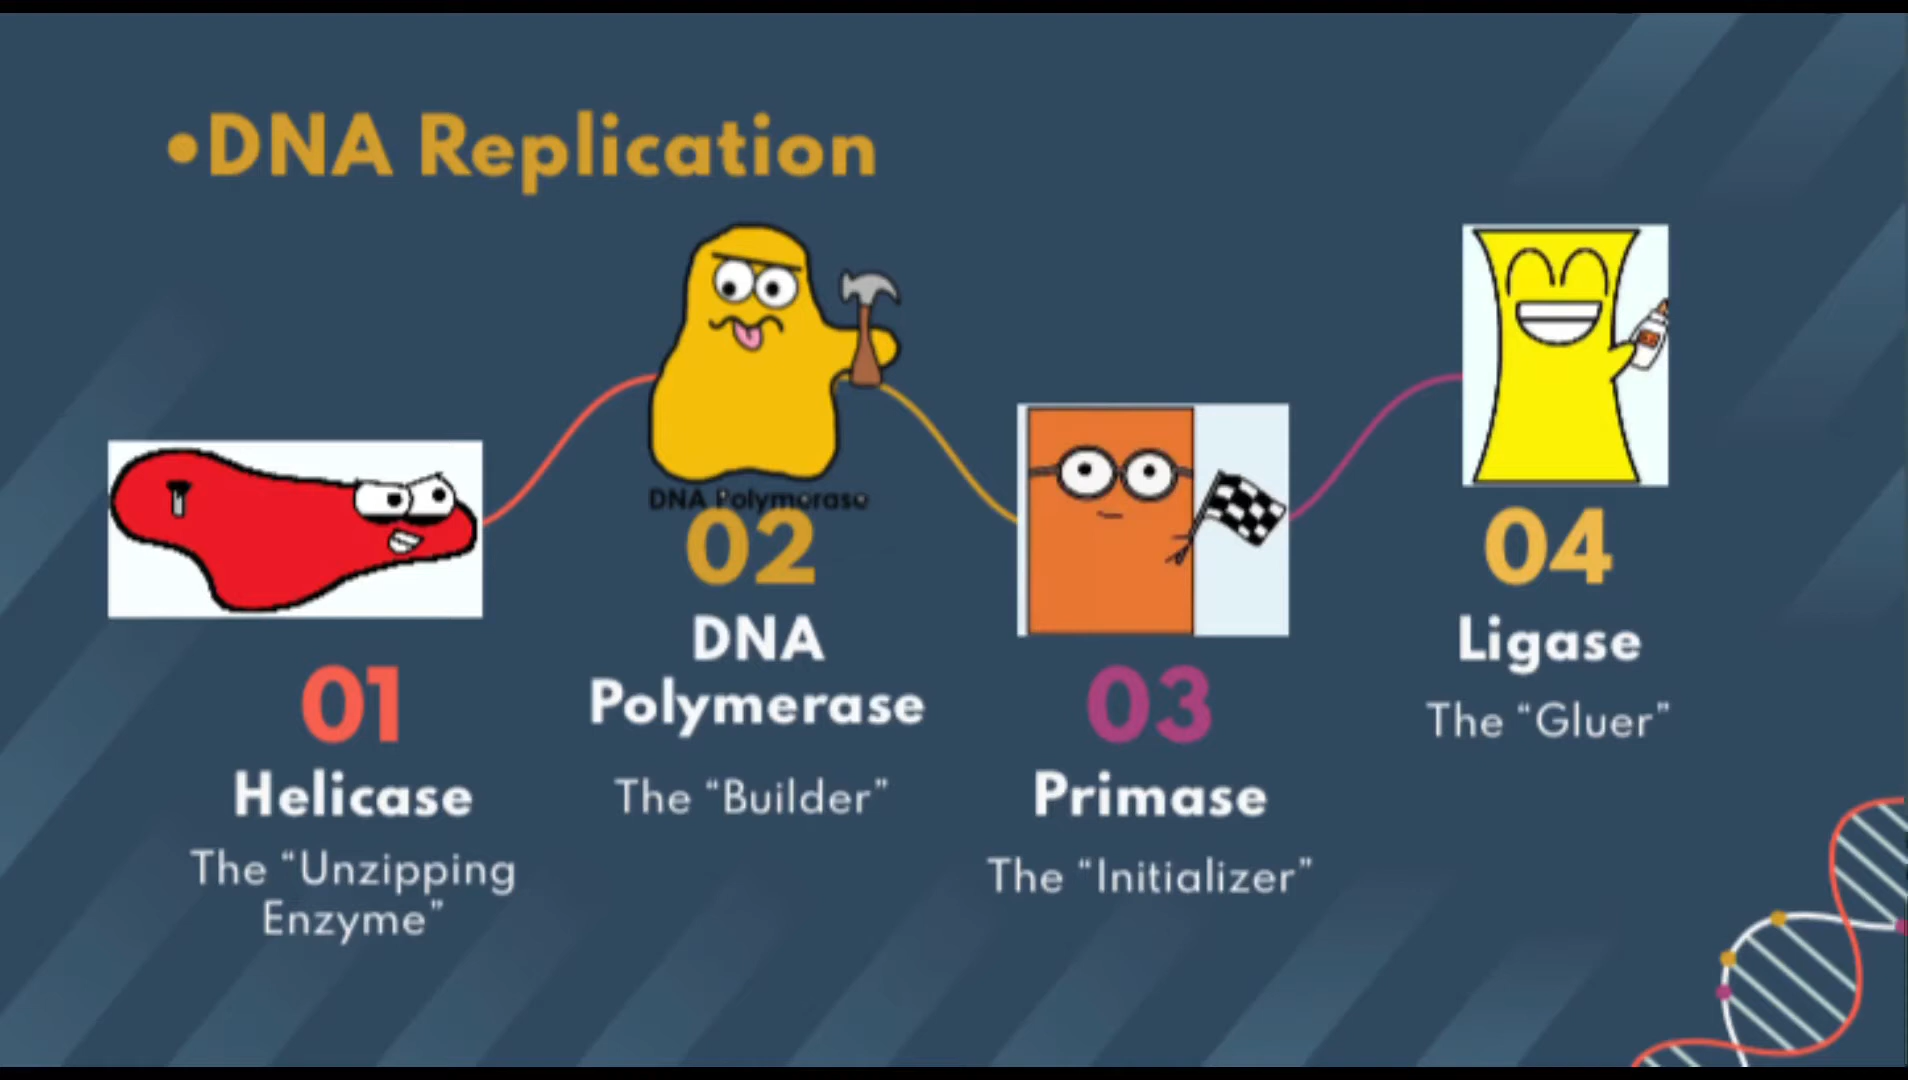 •DNA Replication
01
Helicase
The “Unzipping
Enzyme”
DNA Polymerase
02
DNA
Polymerase
The “Builder”
03
Primase
The “Initializer”
04
Ligase
The “Gluer”